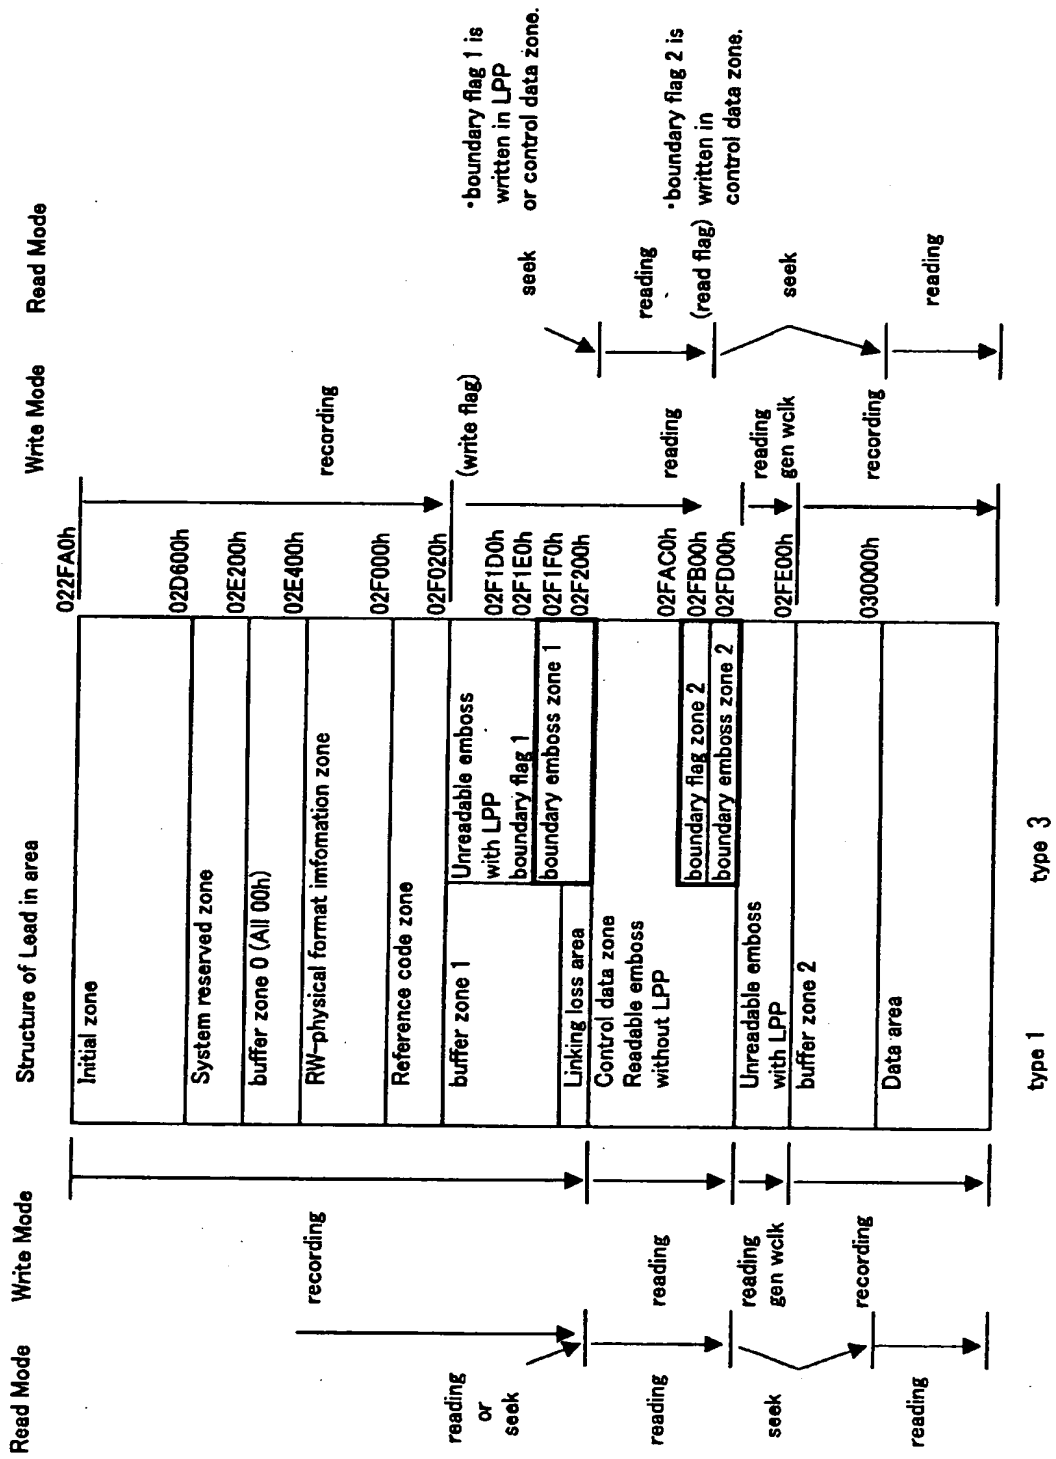 Structure of Lead in area
Read Mode
Write Mode
Write Mode
Read Mode
Initial zone
System reserved zone
buffer zone 0 (All 00h)
RW-physical format imfomation zone
Reference code zone
buffer zone 1
Linking loss area
Control data zone
Readable emboss
without LPP
Unreadable emboss
with LPP
buffer zone 2
Data area
Unreadable emboss
with LPP
boundary flag 1
boundary emboss zone 1
boundary flag zone 2
boundary emboss zone 2
022FA0h
02D600h
02E200h
02E400h
02F000h
02F020h
02F1D0h
02F1E0h
02F1F0h
02F200h
02FAC0h
02FB00h
02FD00h
02FE00h
030000h
type 1
type 3
reading
or
seek
reading
seek
reading
recording
reading
reading
gen wclk
recording
recording
(write flag)
reading
reading
gen wclk
recording
seek
reading
(read flag)
seek
reading
•boundary flag 1 is
written in LPP
or control data zone.
•boundary flag 2 is
written in
control data zone.